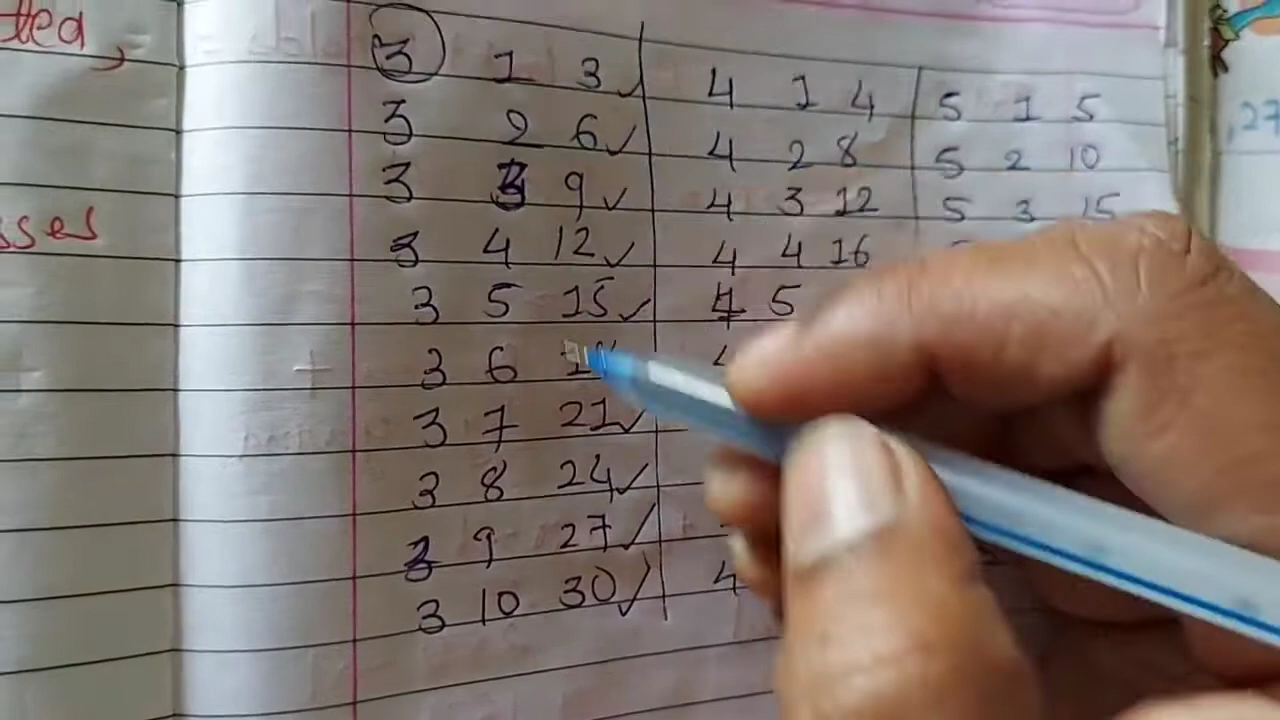 ted,
3 1 3 ✓ 4 1 4 5 1 5
3 2 6 ✓ 4 2 8 5 2 10
3 3 9 ✓ 4 3 12 5 3 15
3 4 12 ✓ 4 4 16
3 5 15 ✓ 4 5
3 6
3 7 21 ✓
3 8 24 ✓
3 9 27 ✓
3 10 30 ✓ 4
sses
,27